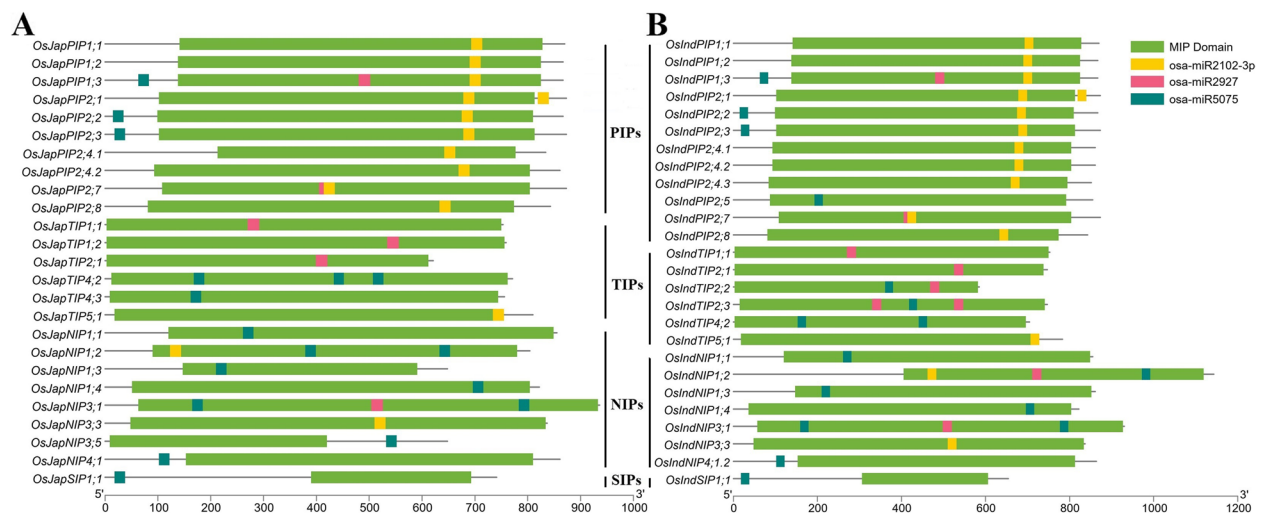 A
OsJapPIP1;1
OsJapPIP1;2
OsJapPIP1;3
OsJapPIP2;1
OsJapPIP2;2
OsJapPIP2;3
OsJapPIP2;4.1
OsJapPIP2;4.2
OsJapPIP2;7
OsJapPIP2;8
OsJapTIP1;1
OsJapTIP1;2
OsJapTIP2;1
OsJapTIP4;2
OsJapTIP4;3
OsJapTIP5;1
OsJapNIP1;1
OsJapNIP1;2
OsJapNIP1;3
OsJapNIP1;4
OsJapNIP3;1
OsJapNIP3;3
OsJapNIP3;5
OsJapNIP4;1
OsJapSIP1;1
5' 3'
0 100 200 300 400 500 600 700 800 900 1000
PIPs
TIPs
NIPs
SIPs
B
OsIndPIP1;1
OsIndPIP1;2
OsIndPIP1;3
OsIndPIP2;1
OsIndPIP2;2
OsIndPIP2;3
OsIndPIP2;4.1
OsIndPIP2;4.2
OsIndPIP2;4.3
OsIndPIP2;5
OsIndPIP2;7
OsIndPIP2;8
OsIndTIP1;1
OsIndTIP2;1
OsIndTIP2;2
OsIndTIP2;3
OsIndTIP4;2
OsIndTIP5;1
OsIndNIP1;1
OsIndNIP1;2
OsIndNIP1;3
OsIndNIP1;4
OsIndNIP3;1
OsIndNIP3;3
OsIndNIP4;1.2
OsIndSIP1;1
5' 3'
0 200 400 600 800 1000 1200
MIP Domain
osa-miR2102-3p
osa-miR2927
osa-miR5075